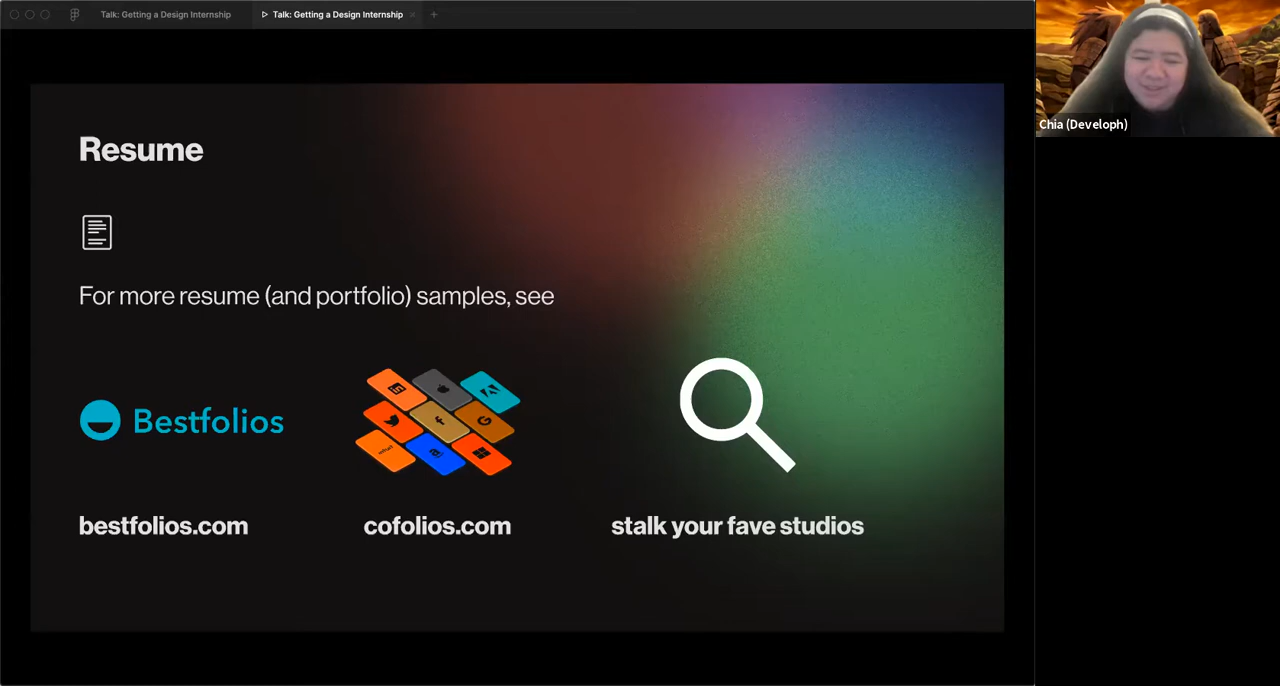 Talk: Getting a Design Internship
Talk: Getting a Design Internship
Chia (Developh)
Resume
For more resume (and portfolio) samples, see
Bestfolios
bestfolios.com
cofolios.com
stalk your fave studios